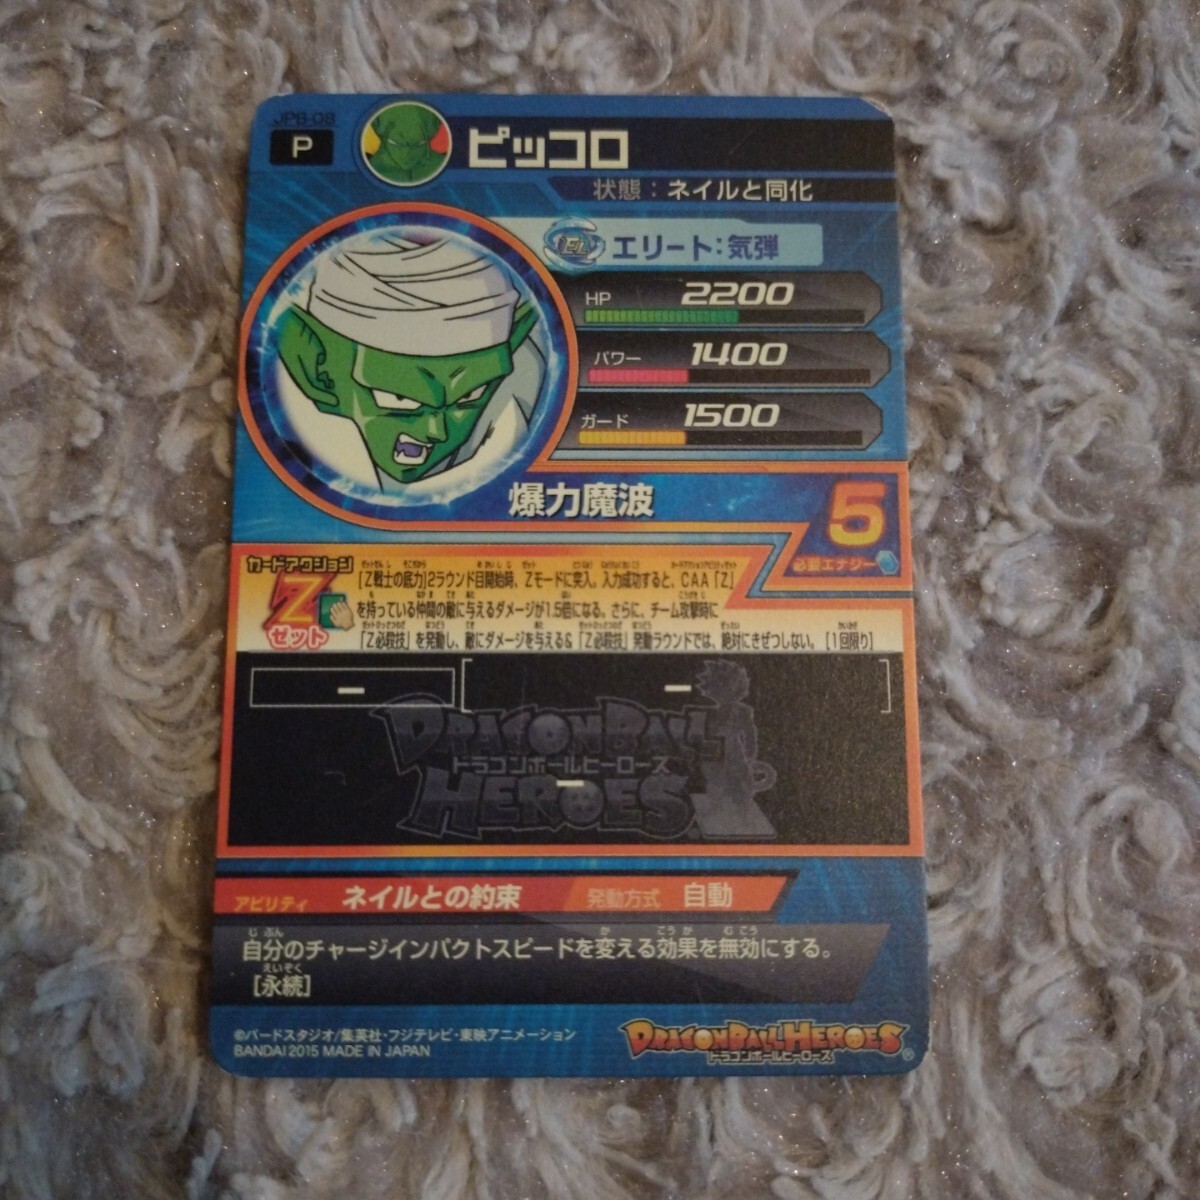 JPB-08
P
ピッコロ
状態：ネイルと同化
EL エリート：気弾
HP 2200
パワー 1400
ガード 1500
爆力魔波
5
必要エナジー
カードアクション
Z
ゼット
「Z戦士の底力」2ラウンド目開始時、Zモードに突入。入力成功すると、CAA「Z」
を持っている仲間の敵に与えるダメージが1.5倍になる。さらに、チーム攻撃時に
「Z必殺技」を発動し、敵にダメージを与える&「Z必殺技」発動ラウンドでは、絶対にきぜつしない。[1回限り]
ー
ー
ー
DRAGONBALL
ドラゴンボールヒーローズ
HEROES
アビリティ ネイルとの約束 発動方式 自動
自分のチャージインパクトスピードを変える効果を無効にする。
[永続]
©バードスタジオ/集英社・フジテレビ・東映アニメーション
BANDAI 2015 MADE IN JAPAN
DRAGONBALL HEROES
ドラゴンボールヒーローズ
®